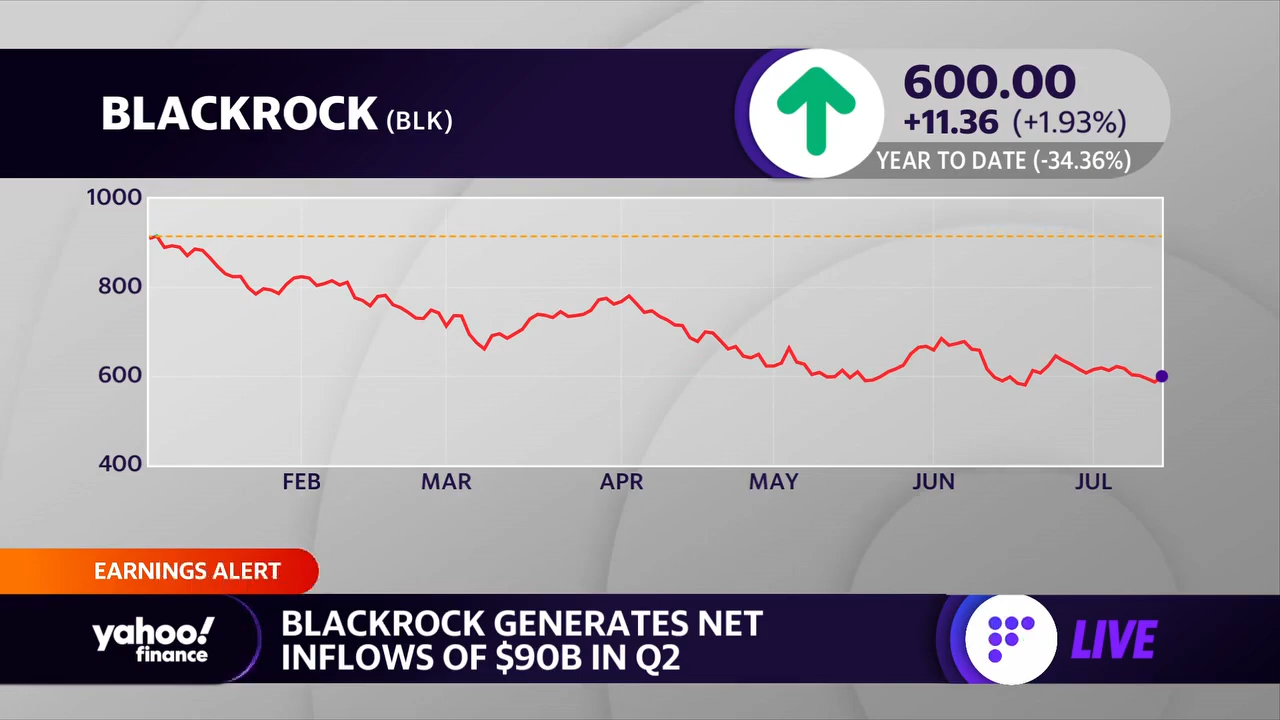 BLACKROCK (BLK)
600.00
+11.36 (+1.93%)
YEAR TO DATE (-34.36%)
1000
800
600
400
FEB MAR APR MAY JUN JUL
EARNINGS ALERT
yahoo!
finance
BLACKROCK GENERATES NET
INFLOWS OF $90B IN Q2
LIVE